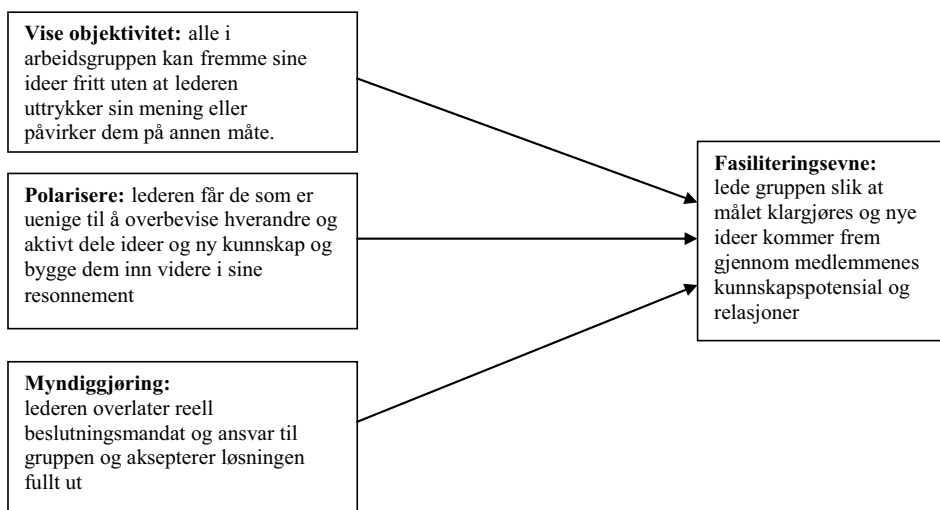 Vise objektivitet: alle i
arbeidsgruppen kan fremme sine
ideer fritt uten at lederen
uttrykker sin mening eller
påvirker dem på annen måte.
Polarisere: lederen får de som er
uenige til å overbevise hverandre og
aktivt dele ideer og ny kunnskap og
bygge dem inn videre i sine
resonnement
Myndiggjøring:
lederen overlater reell
beslutningsmandat og ansvar til
gruppen og aksepterer løsningen
fullt ut
Fasiliteringsevne:
lede gruppen slik at
målet klargjøres og nye
ideer kommer frem
gjennom medlemmenes
kunnskapspotensial og
relasjoner